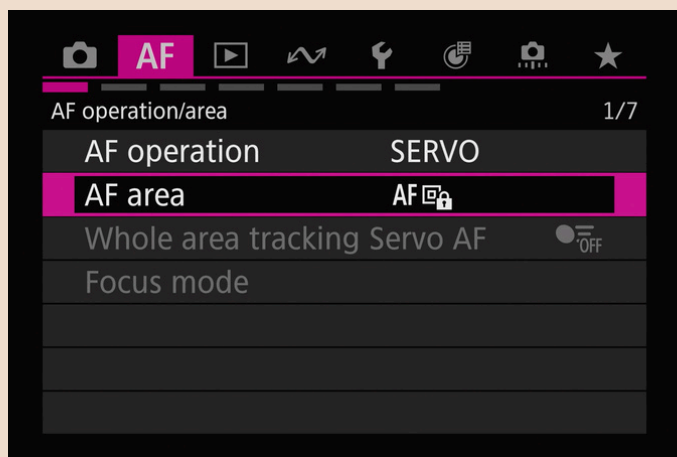 AF
AF operation/area 1/7
AF operation SERVO
AF area AF
Whole area tracking Servo AF OFF
Focus mode